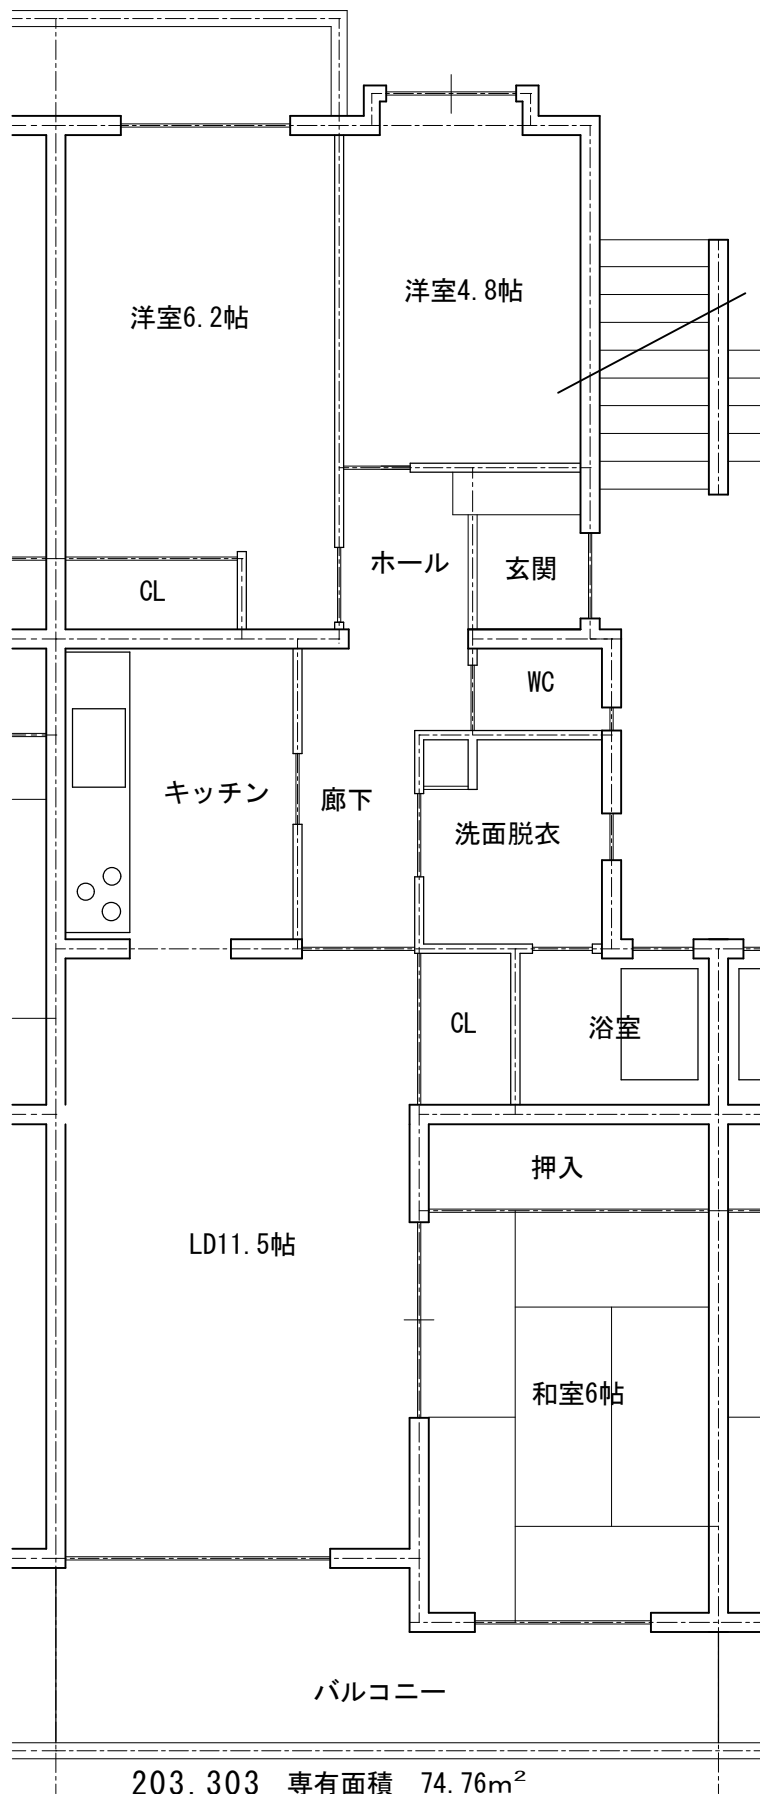 洋室4.8帖
洋室6.2帖
ホール
玄関
CL
WC
キッチン
廊下
洗面脱衣
CL
浴室
押入
LD11.5帖
和室6帖
バルコニー
203.303 専有面積 74.76m²